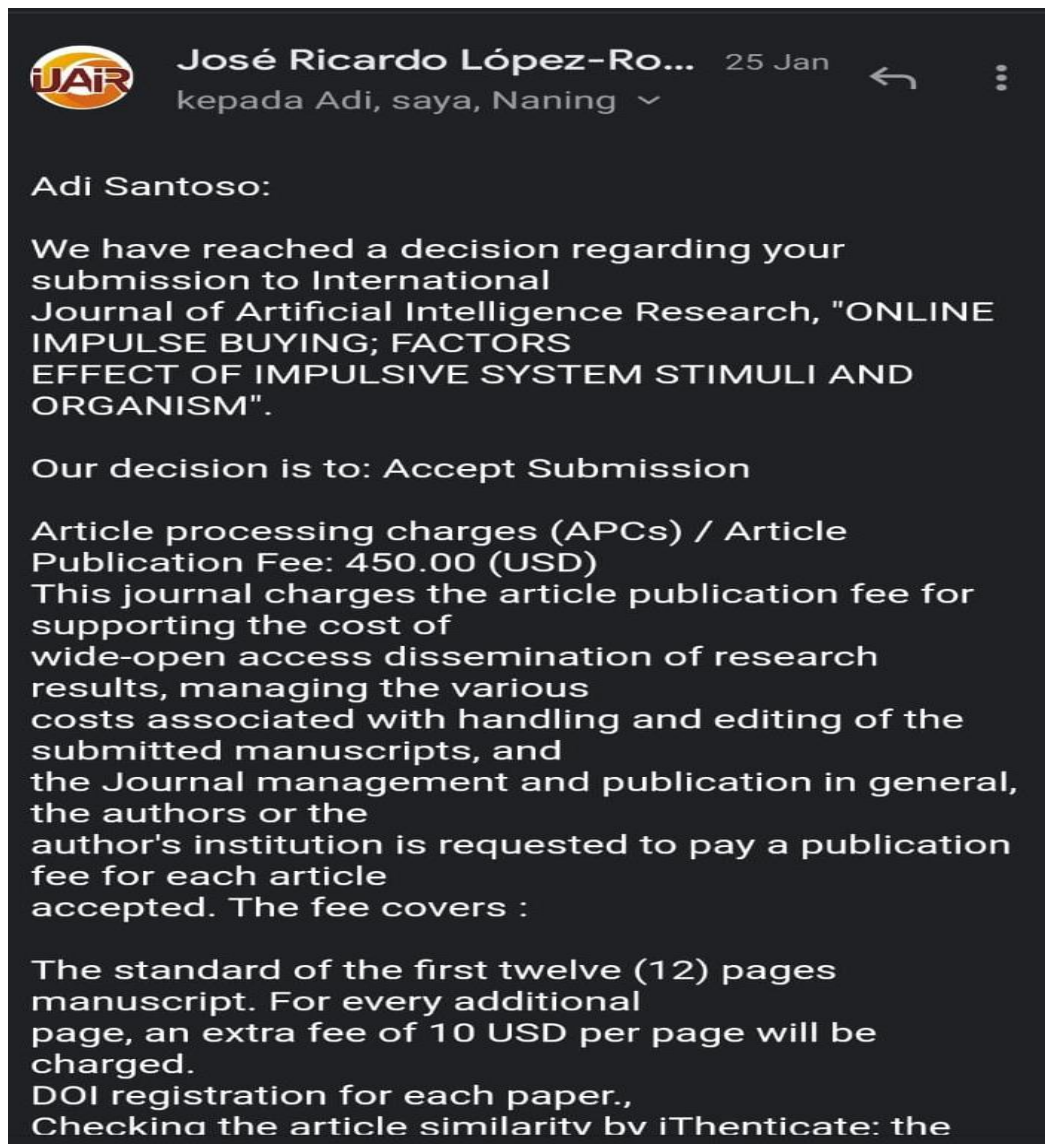 IJAIR
José Ricardo López-Ro... 25 Jan
kepada Adi, saya, Naning
Adi Santoso:
We have reached a decision regarding your
submission to International
Journal of Artificial Intelligence Research, "ONLINE
IMPULSE BUYING; FACTORS
EFFECT OF IMPULSIVE SYSTEM STIMULI AND
ORGANISM".
Our decision is to: Accept Submission
Article processing charges (APCs) / Article
Publication Fee: 450.00 (USD)
This journal charges the article publication fee for
supporting the cost of
wide-open access dissemination of research
results, managing the various
costs associated with handling and editing of the
submitted manuscripts, and
the Journal management and publication in general,
the authors or the
author's institution is requested to pay a publication
fee for each article
accepted. The fee covers :
The standard of the first twelve (12) pages
manuscript. For every additional
page, an extra fee of 10 USD per page will be
charged.
DOI registration for each paper.,
Checking the article similarity by iThenticate; the